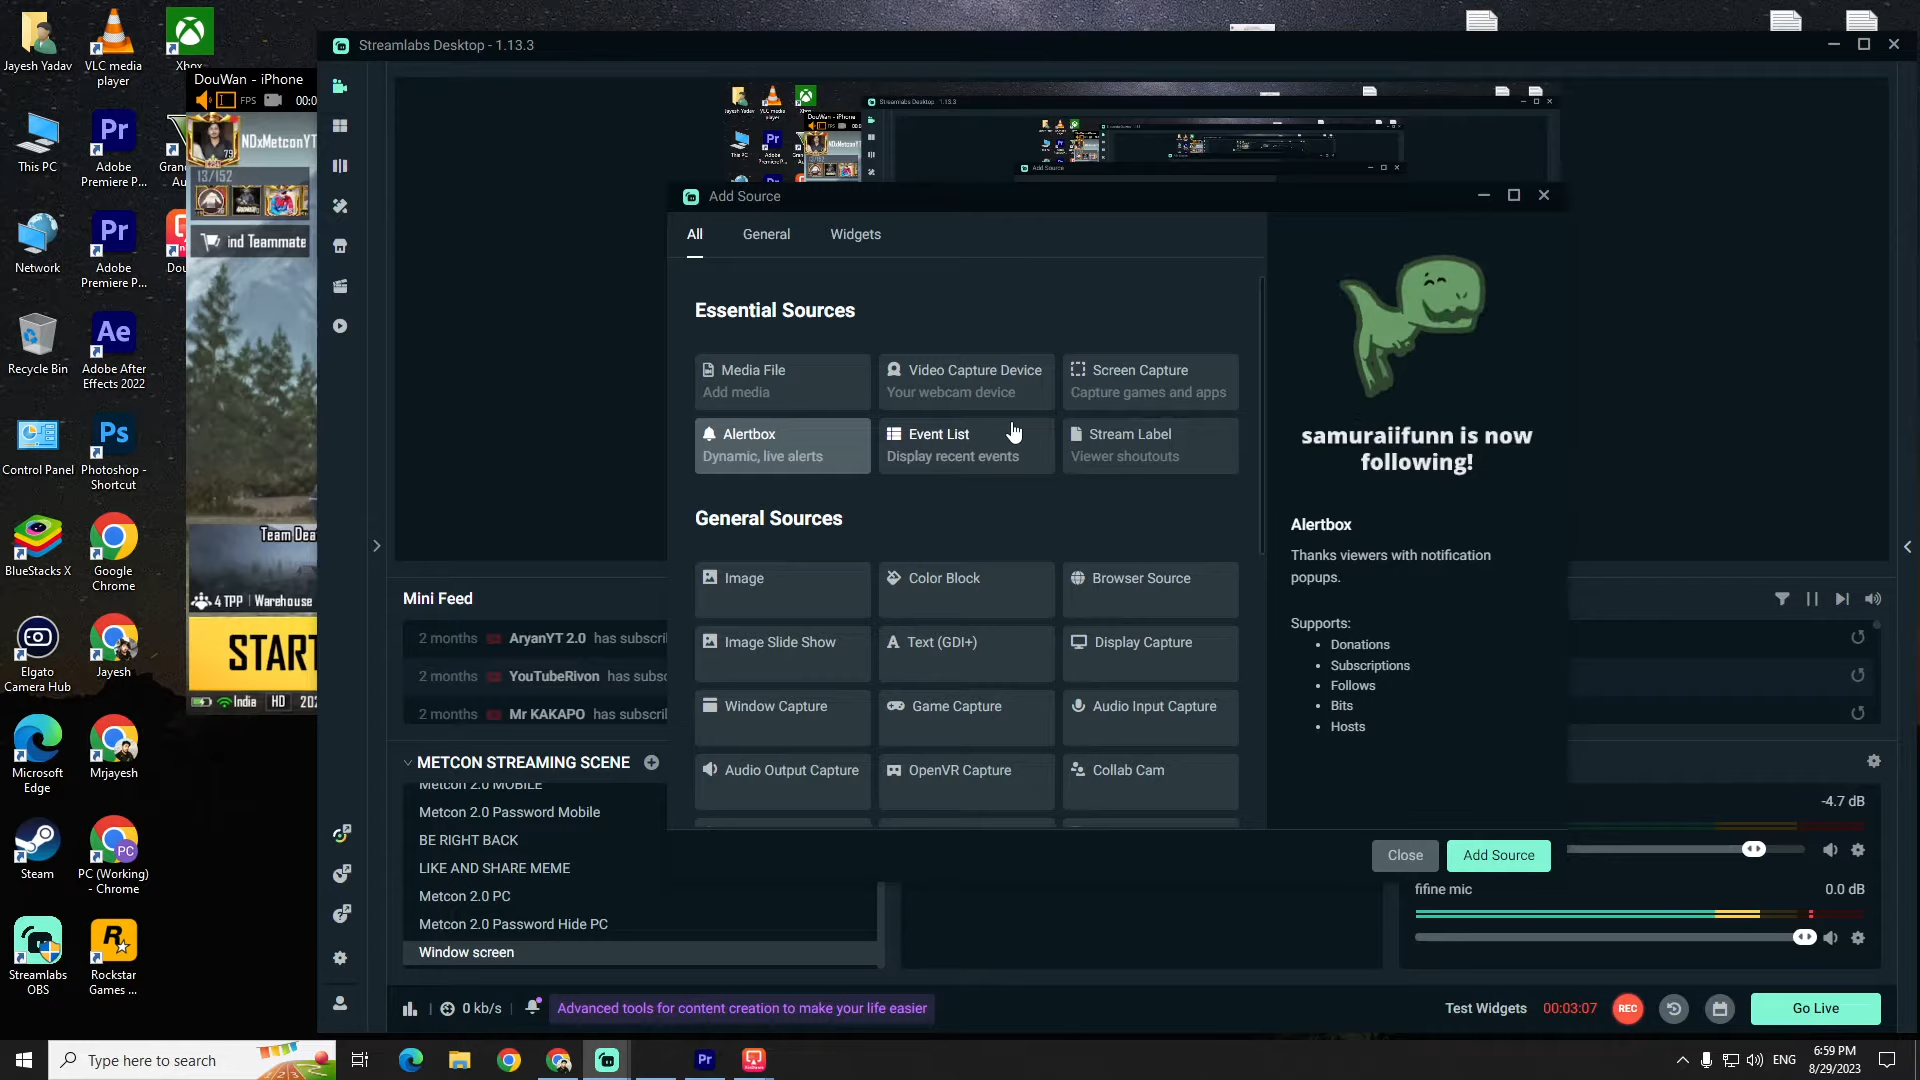 Jayesh Yadav
VLC media player
Xbox
This PC
Adobe Premiere P...
Network
Adobe Premiere P...
Recycle Bin
Adobe After Effects 2022
Control Panel
Photoshop - Shortcut
BlueStacks X
Google Chrome
Elgato Camera Hub
Jayesh
Microsoft Edge
Mrjayesh
Steam
PC (Working) - Chrome
Streamlabs OBS
Rockstar Games ...
DouWan - iPhone
FPS
00:0
NDxMetconYT
13/152
ind Teammate
Team Dea
4 TPP | Warehouse
START
India HD 202
Streamlabs Desktop - 1.13.3
Add Source
All General Widgets
Essential Sources
Media File
Add media
Video Capture Device
Your webcam device
Screen Capture
Capture games and apps
Alertbox
Dynamic, live alerts
Event List
Display recent events
Stream Label
Viewer shoutouts
General Sources
Image
Color Block
Browser Source
Image Slide Show
Text (GDI+)
Display Capture
Window Capture
Game Capture
Audio Input Capture
Audio Output Capture
OpenVR Capture
Collab Cam
samuraiifunn is now
following!
Alertbox
Thanks viewers with notification
popups.
Supports:
• Donations
• Subscriptions
• Follows
• Bits
• Hosts
Close
Add Source
Mini Feed
2 months AryanYT 2.0 has subscri
2 months YouTubeRivon has subsc
2 months Mr KAKAPO has subscri
METCON STREAMING SCENE
Metcon 2.0 MOBILE
Metcon 2.0 Password Mobile
BE RIGHT BACK
LIKE AND SHARE MEME
Metcon 2.0 PC
Metcon 2.0 Password Hide PC
Window screen
-4.7 dB
fifine mic
0.0 dB
0 kb/s
Advanced tools for content creation to make your life easier
Test Widgets
00:03:07
REC
Go Live
Type here to search
ENG
6:59 PM
8/29/2023